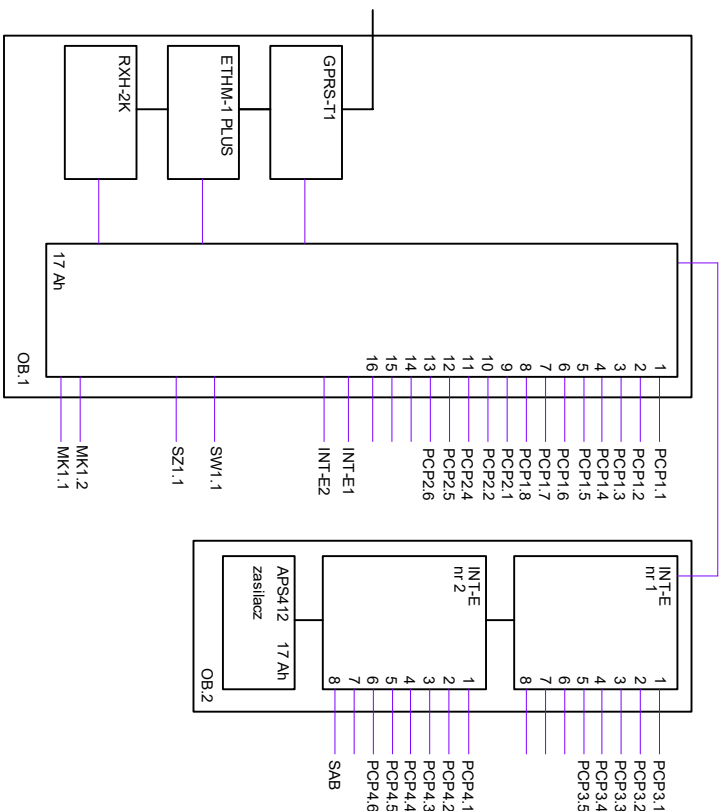 GPRS-T1
ETHM-1 PLUS
RXH-2K
17 Ah
OB.1
1 PCP1.1
2 PCP1.2
3 PCP1.3
4 PCP1.4
5 PCP1.5
6 PCP1.6
7 PCP1.7
8 PCP1.8
9 PCP2.1
10 PCP2.2
11 PCP2.4
12 PCP2.5
13 PCP2.6
14
15
16
INT-E1
INT-E2
SW1.1
SZ1.1
MK1.2
MK1.1
INT-E
nr 1
1 PCP3.1
2 PCP3.2
3 PCP3.3
4 PCP3.4
5 PCP3.5
6
7
8
INT-E
nr 2
1 PCP4.1
2 PCP4.2
3 PCP4.3
4 PCP4.4
5 PCP4.5
6 PCP4.6
7
8 SAB
APS412 17 Ah
zasilacz
OB.2